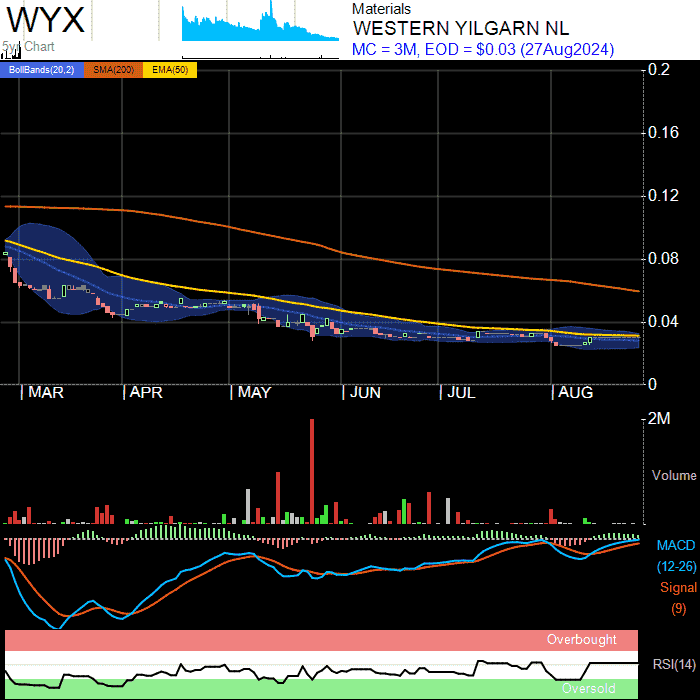 WYX
5yr Chart
Materials
WESTERN YILGARN NL
MC = 3M, EOD = $0.03 (27Aug2024)
BollBands(20,2) SMA(200) EMA(50)
0.2
0.16
0.12
0.08
0.04
0
MAR APR MAY JUN JUL AUG
2M
Volume
MACD
(12-26)
Signal
(9)
Overbought
RSI(14)
Oversold